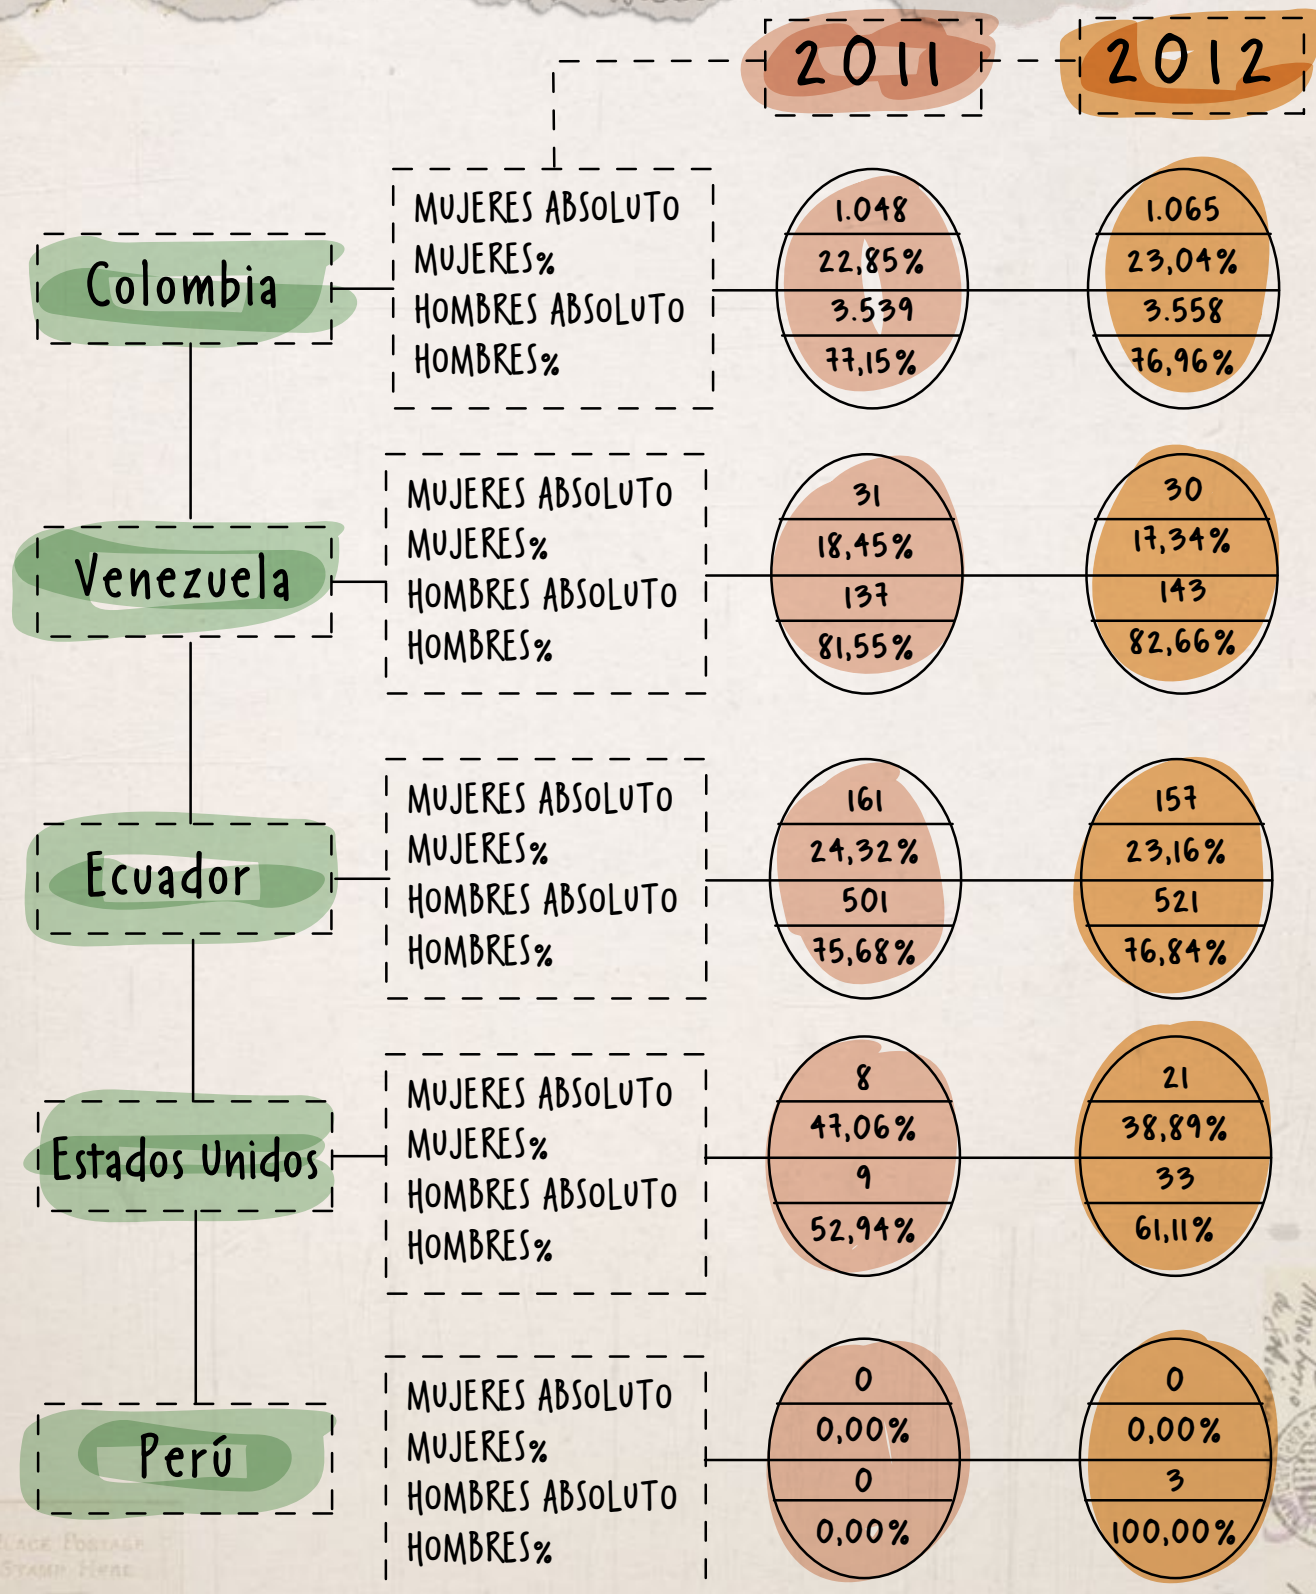 2011 2012
Colombia
MUJERES ABSOLUTO 1.048 1.065
MUJERES% 22,85% 23,04%
HOMBRES ABSOLUTO 3.539 3.558
HOMBRES% 77,15% 76,96%
Venezuela
MUJERES ABSOLUTO 31 30
MUJERES% 18,45% 17,34%
HOMBRES ABSOLUTO 137 143
HOMBRES% 81,55% 82,66%
Ecuador
MUJERES ABSOLUTO 161 157
MUJERES% 24,32% 23,16%
HOMBRES ABSOLUTO 501 521
HOMBRES% 75,68% 76,84%
Estados Unidos
MUJERES ABSOLUTO 8 21
MUJERES% 47,06% 38,89%
HOMBRES ABSOLUTO 9 33
HOMBRES% 52,94% 61,11%
Perú
MUJERES ABSOLUTO 0 0
MUJERES% 0,00% 0,00%
HOMBRES ABSOLUTO 0 3
HOMBRES% 0,00% 100,00%
PLACE POSTAGE
STAMP HERE